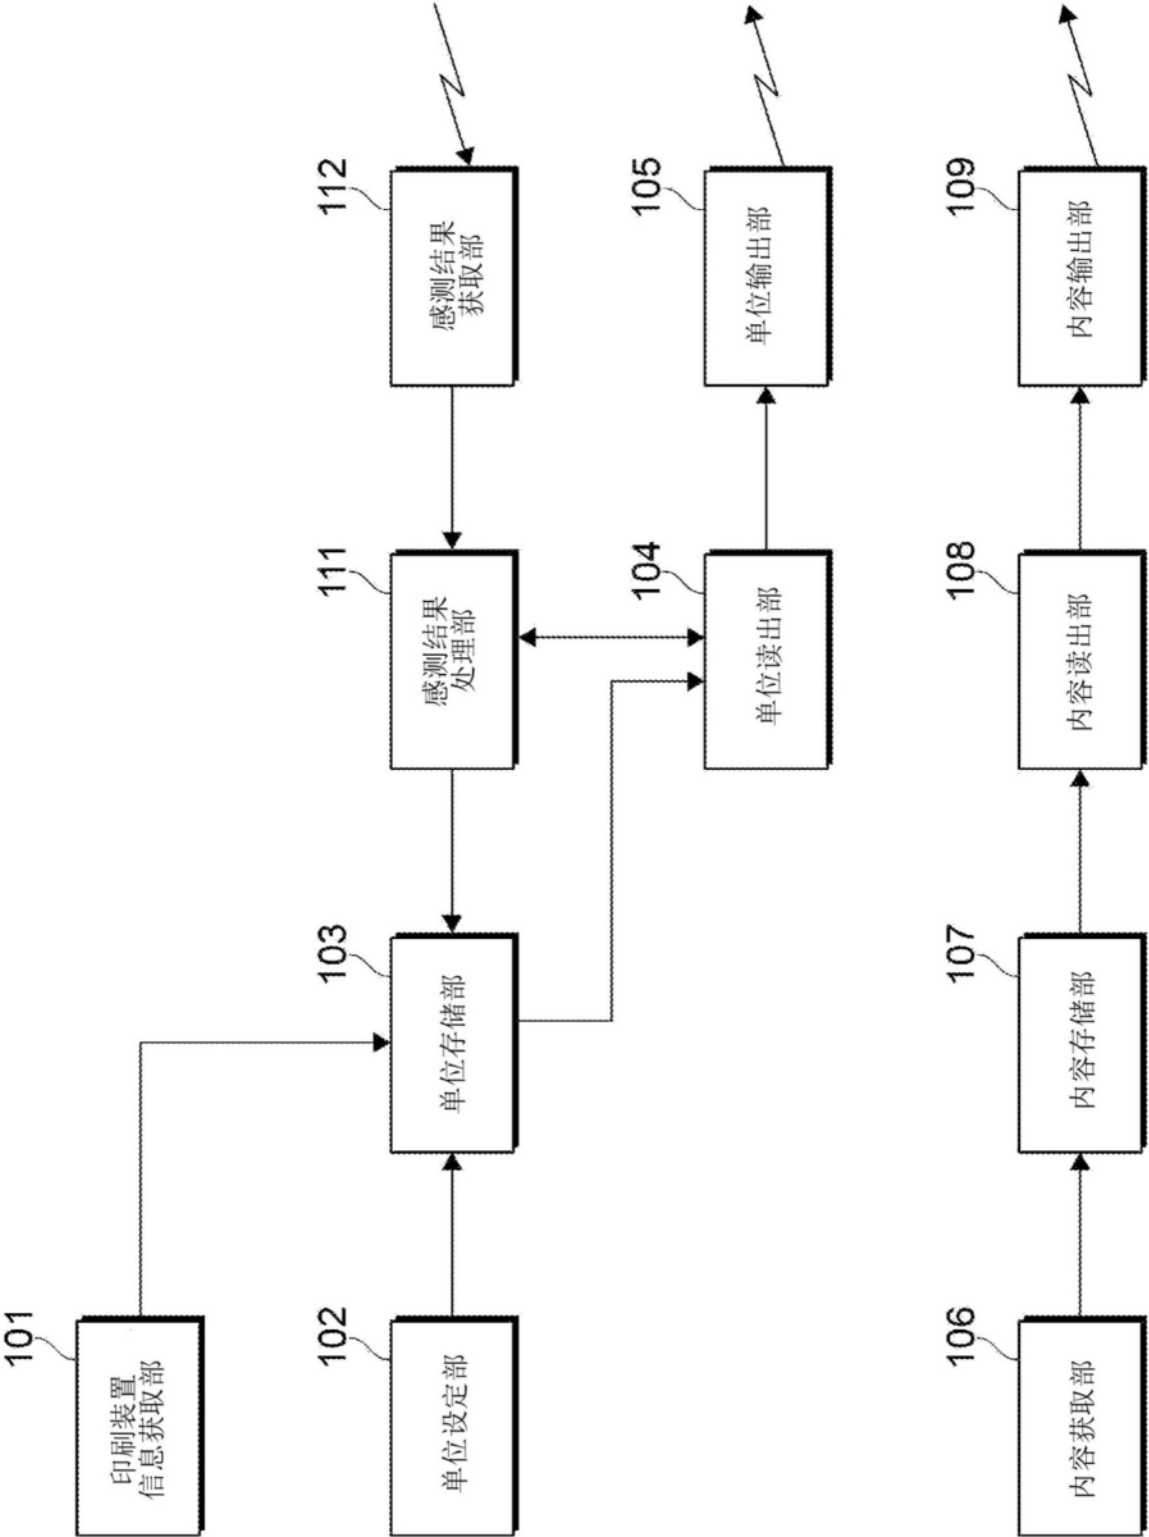 101
印刷装置
信息获取部
102
单位设定部
103
单位存储部
111
感测结果
处理部
112
感测结果
获取部
104
单位读出部
105
单位输出部
106
内容获取部
107
内容存储部
108
内容读出部
109
内容输出部